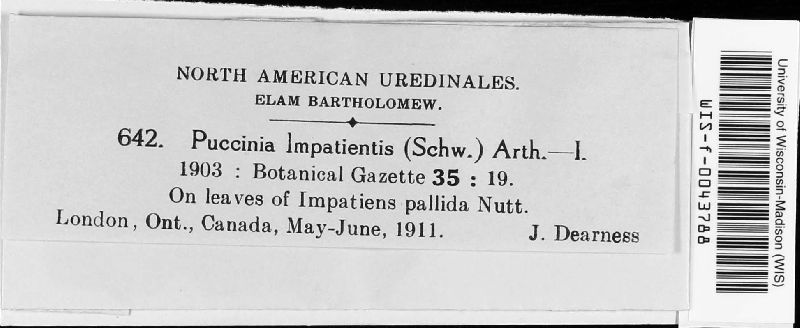 NORTH AMERICAN UREDINALES.
ELAM BARTHOLOMEW.
642. Puccinia Impatientis (Schw.) Arth.—I.
1903 : Botanical Gazette 35 : 19.
On leaves of Impatiens pallida Nutt.
London, Ont., Canada, May-June, 1911. J. Dearness
University of Wisconsin-Madison (WIS)
WIS-f-0043788